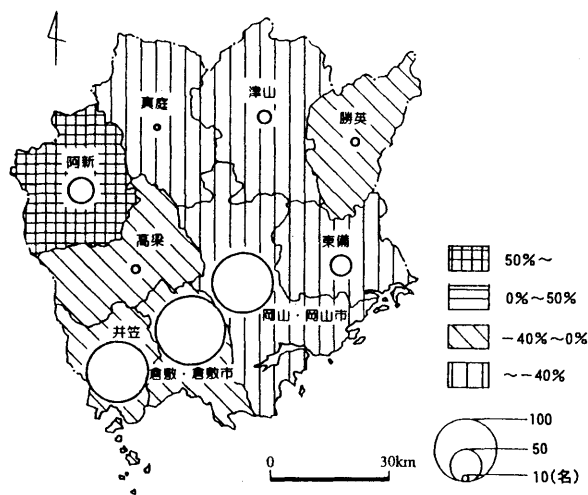 真庭
津山
勝英
阿新
高梁
東備
岡山・岡山市
井笠
倉敷・倉敷市
50%~
0%~50%
-40%~0%
~-40%
100
50
10(名)
0
30km